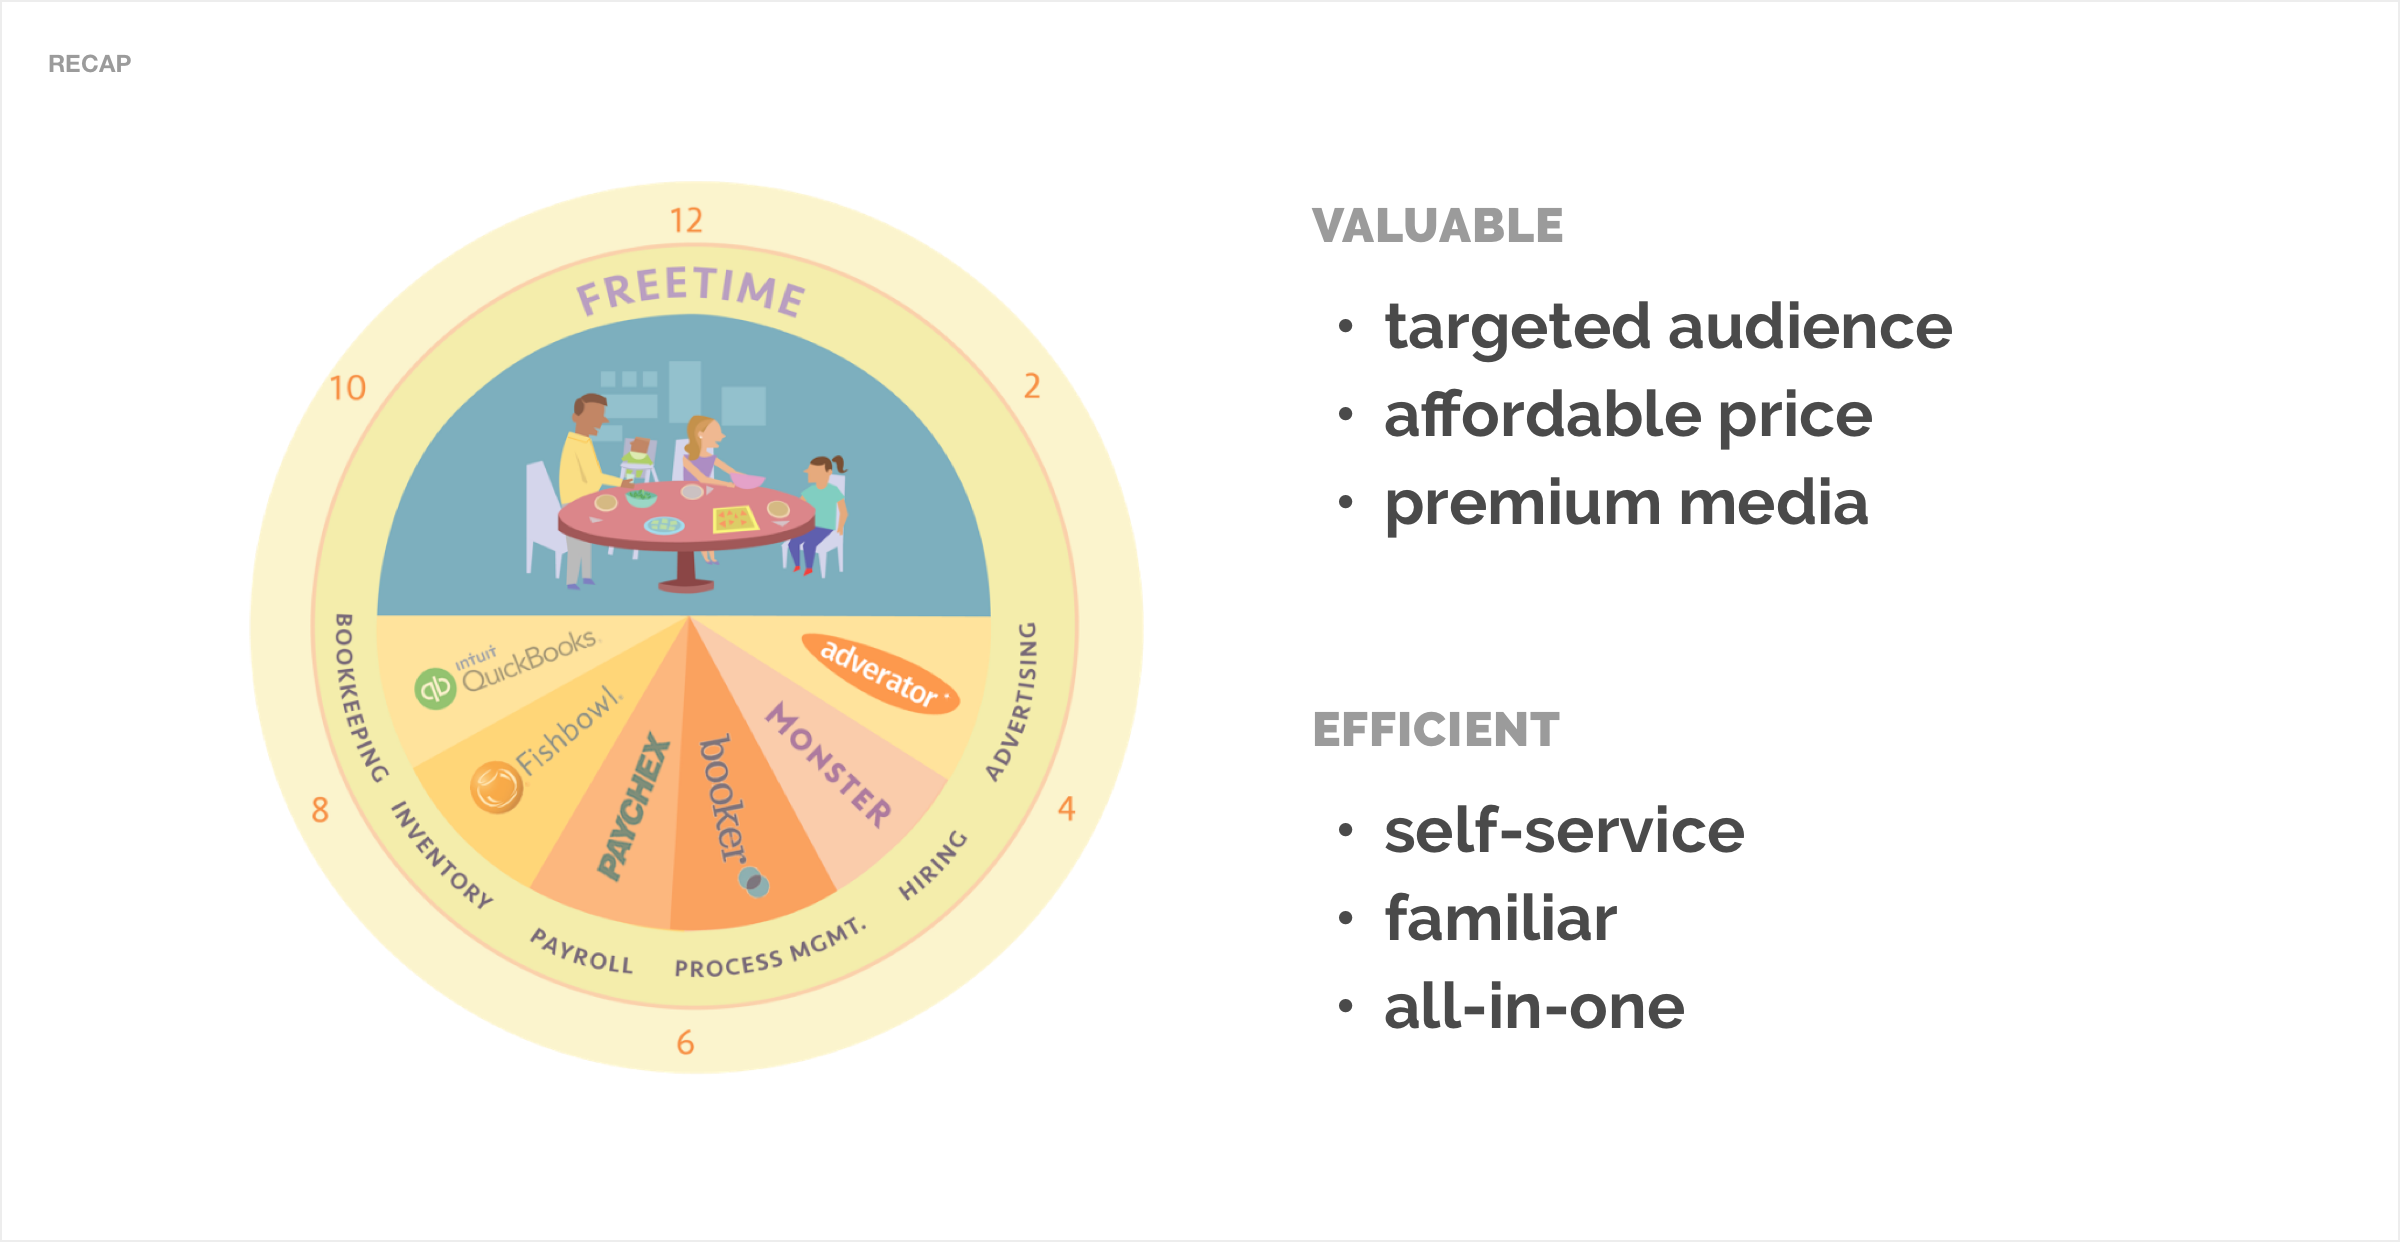 RECAP
12
FREETIME
10
2
BOOKKEEPING
intuit
qb QuickBooks
Fishbowl
PAYCHEX
booker
MONSTER
adverator
ADVERTISING
8
INVENTORY
PAYROLL
PROCESS MGMT.
HIRING
4
6
VALUABLE
• targeted audience
• affordable price
• premium media
EFFICIENT
• self-service
• familiar
• all-in-one